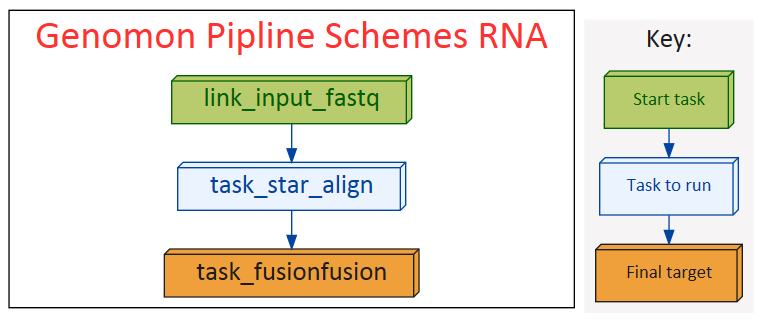 Genomon Pipline Schemes RNA
link_input_fastq
task_star_align
task_fusionfusion
Key:
Start task
Task to run
Final target